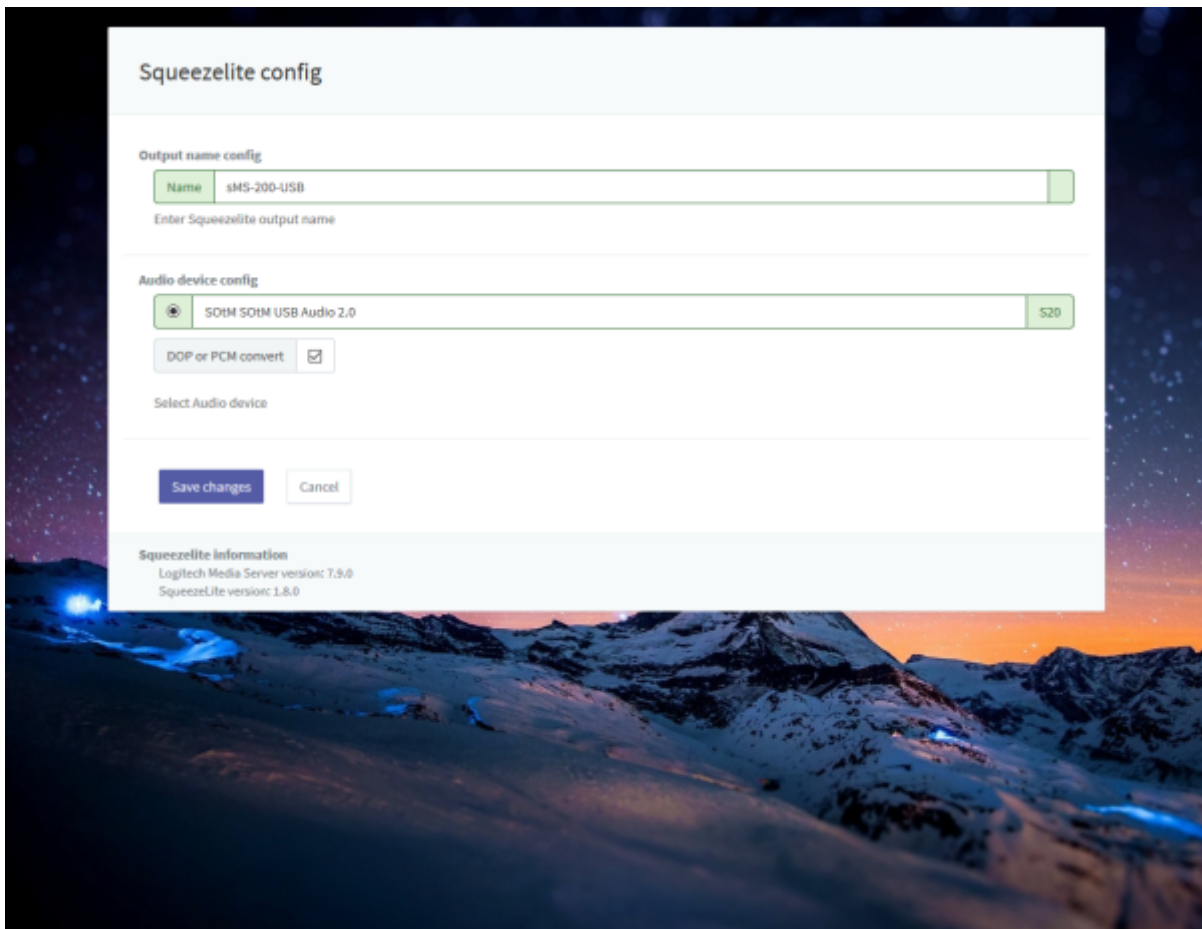 Squeezelite config
Output name config
Name sMS-200-USB
Enter Squeezelite output name
Audio device config
SOtM SOtM USB Audio 2.0 S20
DOP or PCM convert
Select Audio device
Save changes Cancel
Squeezelite information
Logitech Media Server version: 7.9.0
SqueezeLite version: 1.8.0